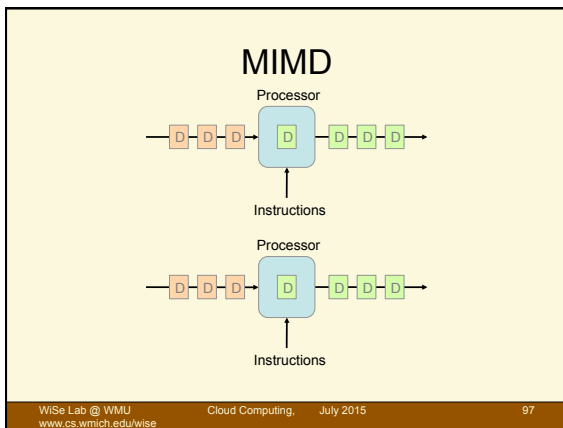 MIMD
Processor
D D D D D D D
Instructions
Processor
D D D D D D D
Instructions
WiSe Lab @ WMU Cloud Computing, July 2015 97
www.cs.wmich.edu/wise